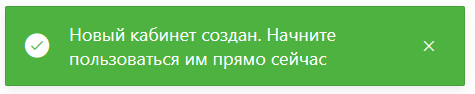 Новый кабинет создан. Начните
пользоваться им прямо сейчас